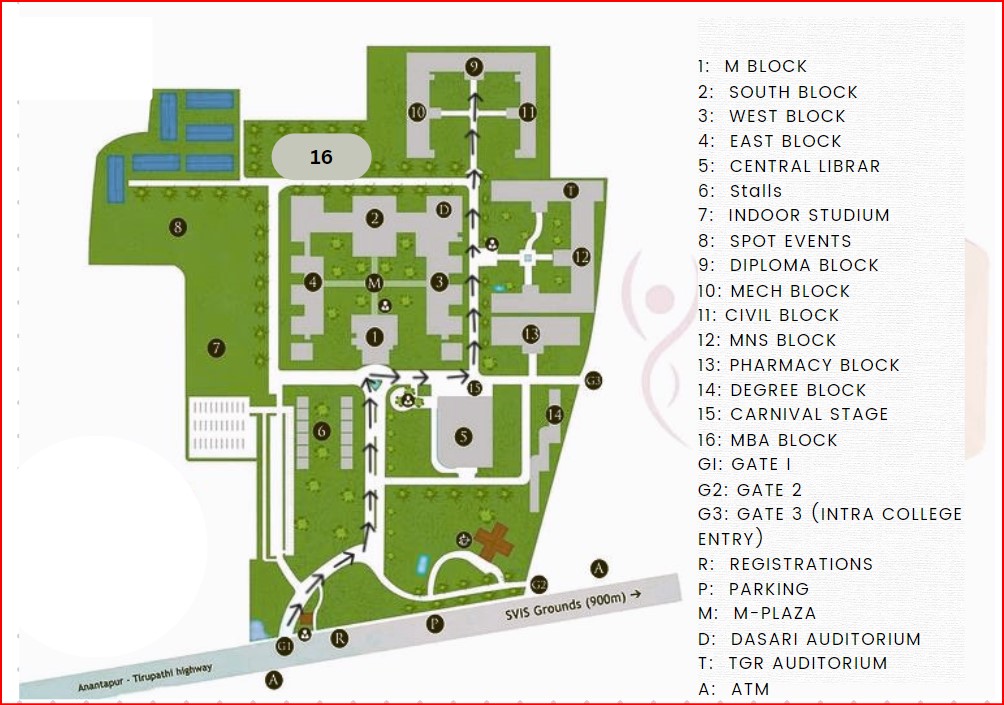 9
10
11
16
T
2
D
8
12
4
M
3
1
13
7
G3
15
14
6
5
A
G2
SVIS Grounds (900m) →
P
R
G1
A
Anantapur - Tirupathi highway
1: M BLOCK
2: SOUTH BLOCK
3: WEST BLOCK
4: EAST BLOCK
5: CENTRAL LIBRAR
6: Stalls
7: INDOOR STUDIUM
8: SPOT EVENTS
9: DIPLOMA BLOCK
10: MECH BLOCK
11: CIVIL BLOCK
12: MNS BLOCK
13: PHARMACY BLOCK
14: DEGREE BLOCK
15: CARNIVAL STAGE
16: MBA BLOCK
G1: GATE 1
G2: GATE 2
G3: GATE 3 (INTRA COLLEGE
ENTRY)
R: REGISTRATIONS
P: PARKING
M: M-PLAZA
D: DASARI AUDITORIUM
T: TGR AUDITORIUM
A: ATM